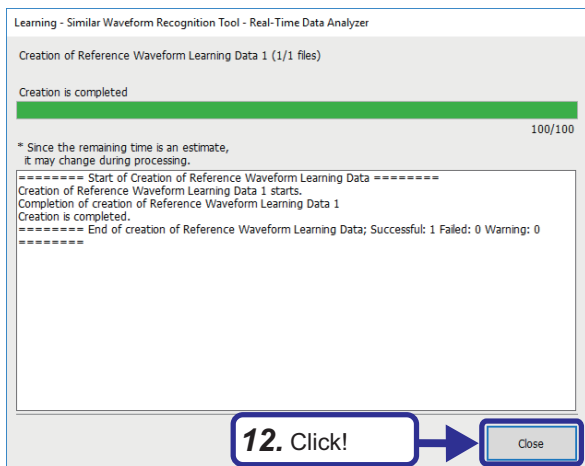 Learning - Similar Waveform Recognition Tool - Real-Time Data Analyzer
Creation of Reference Waveform Learning Data 1 (1/1 files)
Creation is completed
100/100
* Since the remaining time is an estimate,
it may change during processing.
======== Start of Creation of Reference Waveform Learning Data ========
Creation of Reference Waveform Learning Data 1 starts.
Completion of creation of Reference Waveform Learning Data 1
Creation is completed.
======== End of creation of Reference Waveform Learning Data; Successful: 1 Failed: 0 Warning: 0
========
12. Click!
Close